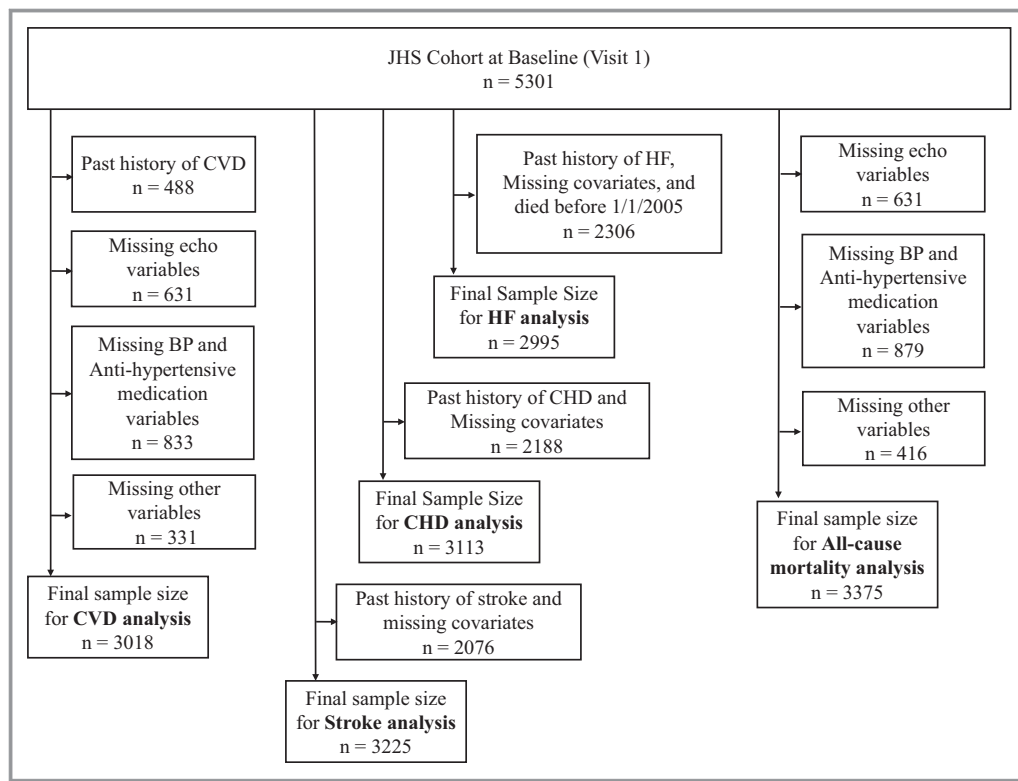 JHS Cohort at Baseline (Visit 1)
n = 5301
Past history of CVD
n = 488
Missing echo
variables
n = 631
Missing BP and
Anti-hypertensive
medication
variables
n = 833
Missing other
variables
n = 331
Final sample size
for CVD analysis
n = 3018
Past history of stroke and
missing covariates
n = 2076
Final sample size
for Stroke analysis
n = 3225
Past history of CHD and
Missing covariates
n = 2188
Final Sample Size
for CHD analysis
n = 3113
Past history of HF,
Missing covariates, and
died before 1/1/2005
n = 2306
Final Sample Size
for HF analysis
n = 2995
Missing echo
variables
n = 631
Missing BP and
Anti-hypertensive
medication
variables
n = 879
Missing other
variables
n = 416
Final sample size
for All-cause
mortality analysis
n = 3375